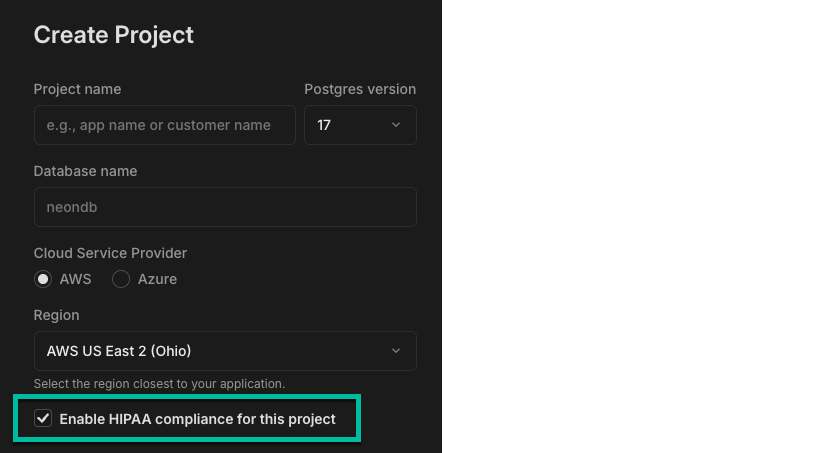 Create Project
Project name
Postgres version
e.g., app name or customer name
17
Database name
neondb
Cloud Service Provider
AWS
Azure
Region
AWS US East 2 (Ohio)
Select the region closest to your application.
Enable HIPAA compliance for this project